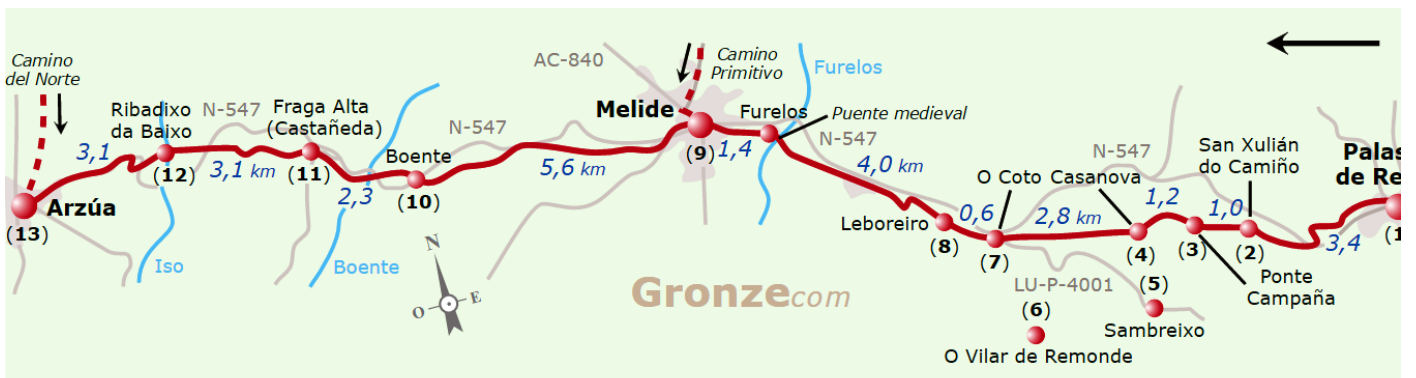 Camino
del Norte
3,1
Arzúa
(13)
Ribadixo
da Baixo
N-547
(12)
Iso
3,1 km
Fraga Alta
(Castañeda)
(11)
2,3
Boente
Boente
(10)
N-547
5,6 km
N
O
E
AC-840
Melide
(9)
Camino
Primitivo
1,4
Furelos
Furelos
Puente medieval
N-547
4,0 km
Leboreiro
(8)
0,6
O Coto
(7)
2,8 km
Casanova
(4)
N-547
1,2
(3)
Ponte
Campaña
1,0
San Xulián
do Camiño
(2)
3,4
Palas
de Re
(1
LU-P-4001
(5)
Sambreixo
(6)
O Vilar de Remonde
Gronze.com